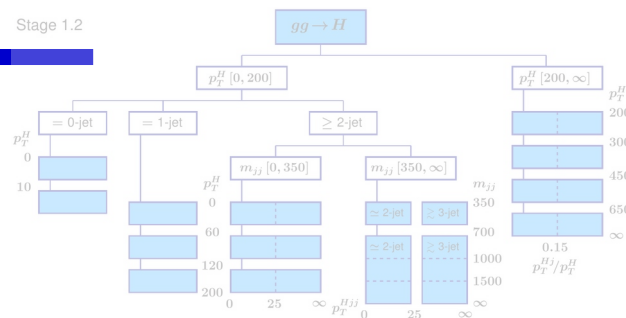 Stage 1.2
gg → H
p_T^H [0, 200]
p_T^H [200, ∞]
= 0-jet
= 1-jet
≥ 2-jet
p_T^H
0
10
m_jj [0, 350]
m_jj [350, ∞]
p_T^H
0
60
120
200
0 25 ∞
m_jj
350
700
1000
1500
∞
≃ 2-jet ≥ 3-jet
≃ 2-jet ≥ 3-jet
p_T^Hjj 0 25 ∞
p_T^H
200
300
450
650
∞
0.15
p_T^Hj/p_T^H